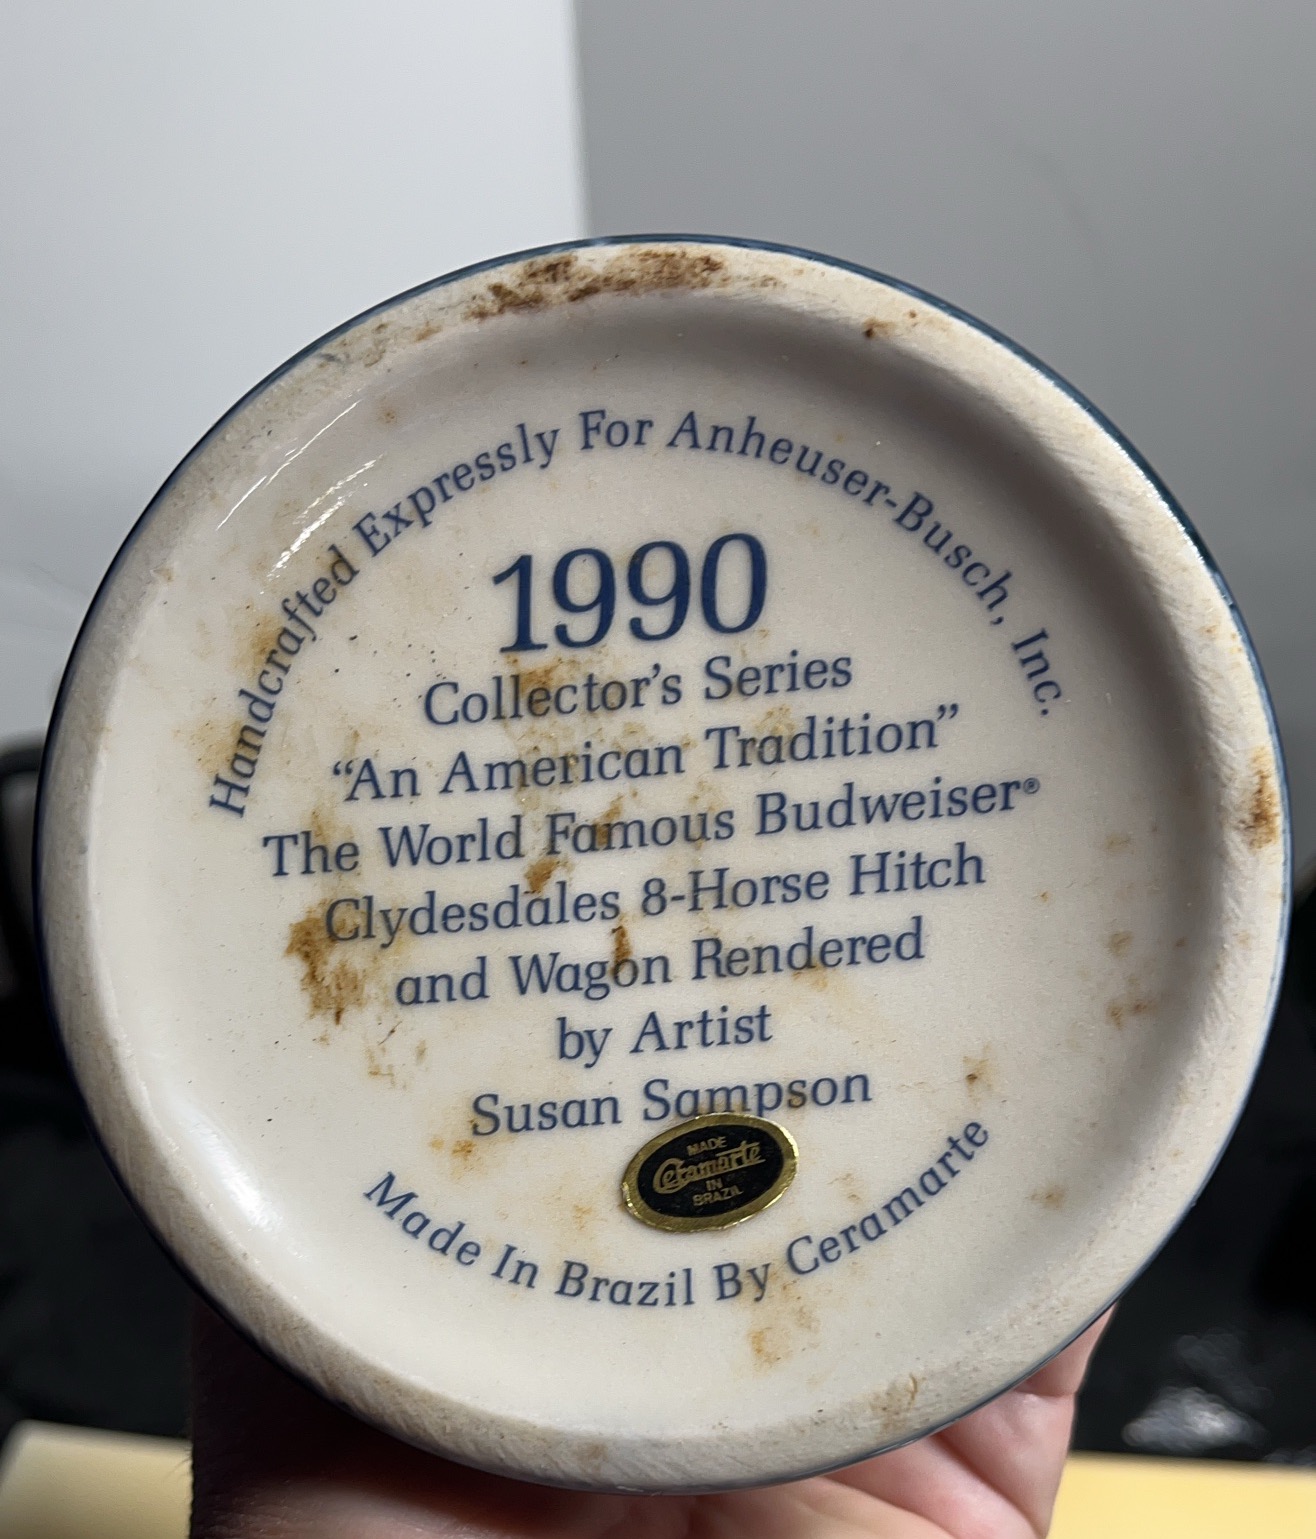 Handcrafted Expressly For Anheuser-Busch, Inc.
1990
Collector's Series
“An American Tradition”
The World Famous Budweiser®
Clydesdales 8-Horse Hitch
and Wagon Rendered
by Artist
Susan Sampson
MADE
Ceramarte
IN
BRAZIL
Made In Brazil By Ceramarte